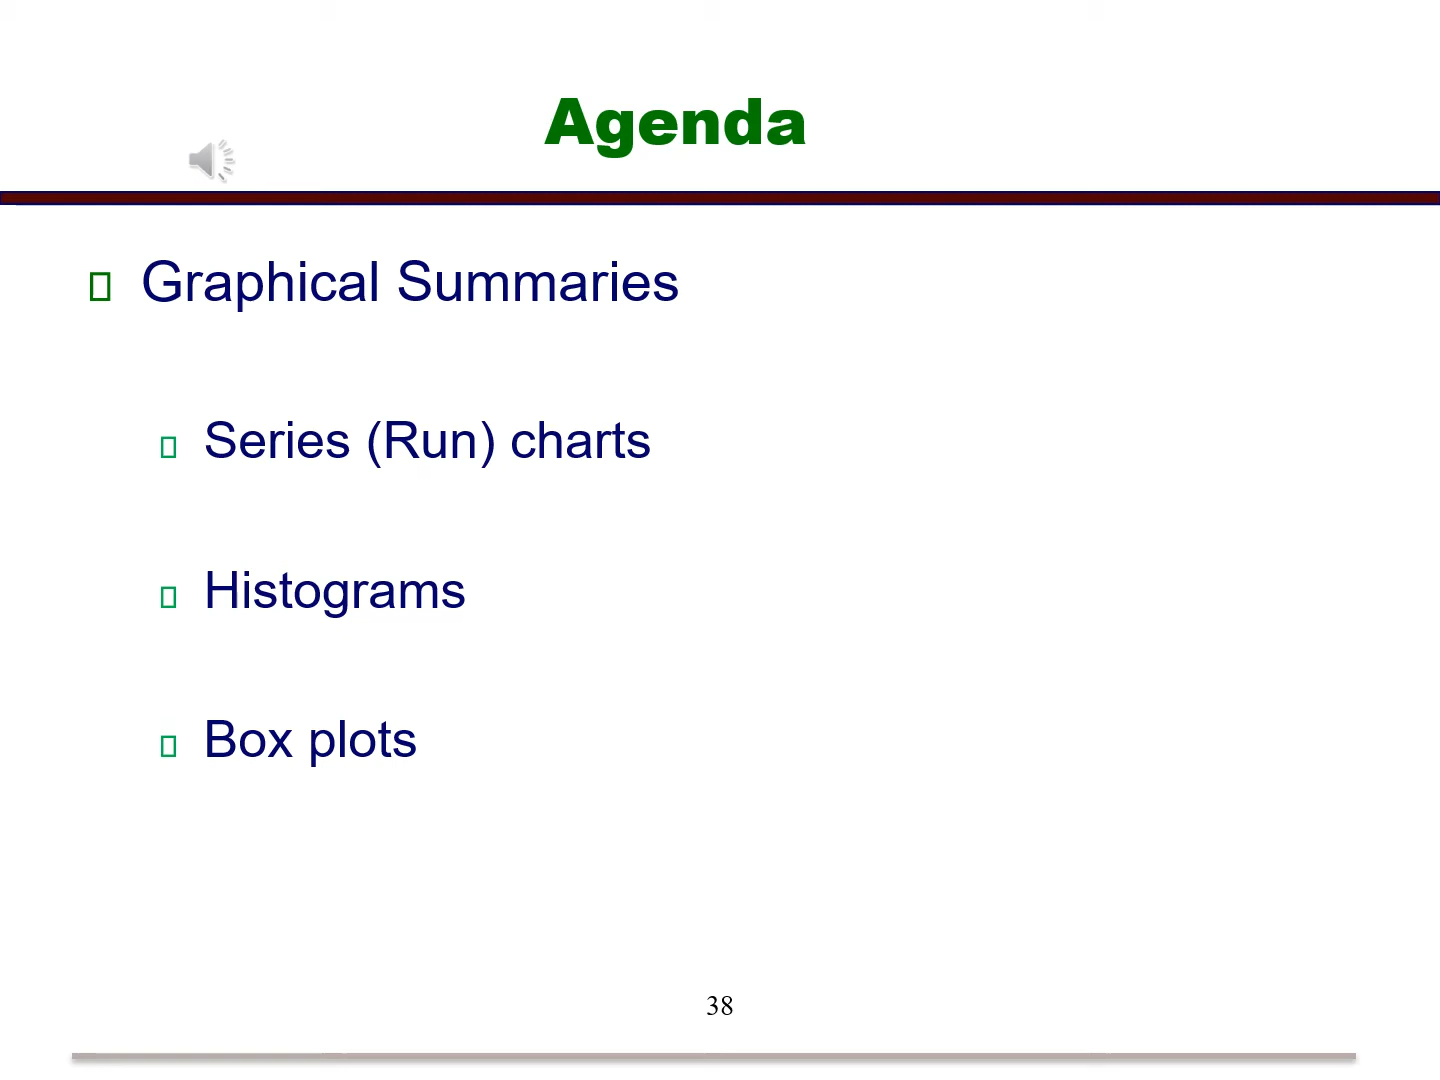 Agenda
Graphical Summaries
Series (Run) charts
Histograms
Box plots
38